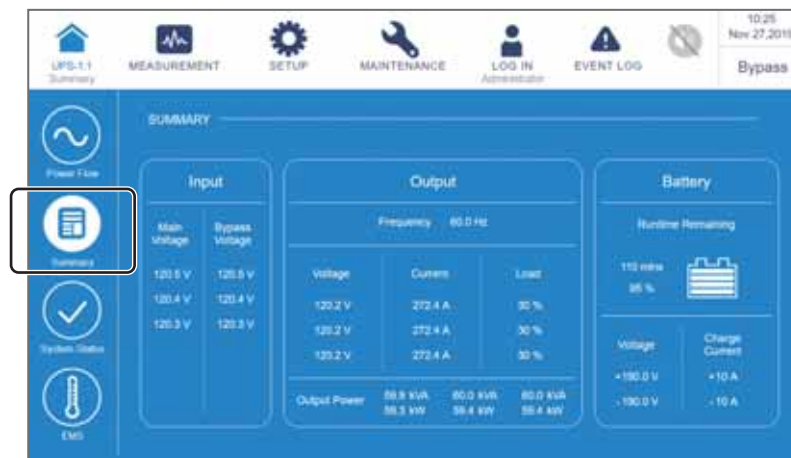 10:25
Nov 27,2019
UPS-1.1
Summary
MEASUREMENT
SETUP
MAINTENANCE
LOG IN
Administrator
EVENT LOG
Bypass
SUMMARY
Power Flow
Summary
System Status
EMS
Input
Main Voltage
Bypass Voltage
120.5 V 120.5 V
120.4 V 120.4 V
120.3 V 120.3 V
Output
Frequency 60.0 Hz
Voltage Current Load
120.2 V 272.4 A 30 %
120.2 V 272.4 A 30 %
120.2 V 272.4 A 30 %
Output Power
60.0 kVA 60.0 kVA
59.3 kW 59.4 kW 59.4 kW
Battery
Runtime Remaining
110 mins
95 %
Voltage
Charge Current
+190.0 V +10 A
- 190.0 V - 10 A